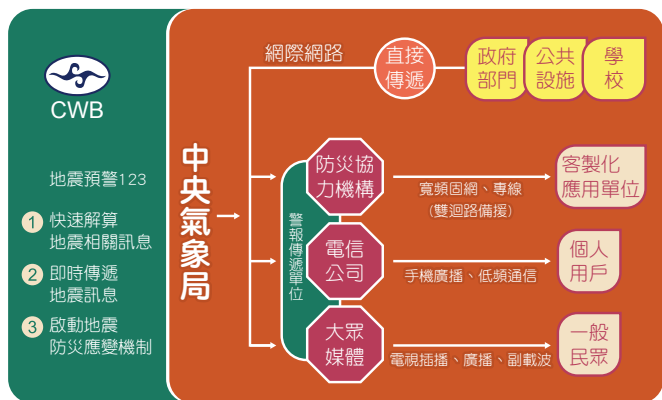 CWB
地震預警123
1 快速解算
地震相關訊息
2 即時傳遞
地震訊息
3 啟動地震
防災應變機制
中央氣象局
網際網路
直接
傳遞
政府
部門
公共
設施
學
校
警報傳遞單位
防災協
力機構
寬頻固網、專線
(雙迴路備援)
客製化
應用單位
電信
公司
手機廣播、低頻通信
個人
用戶
大眾
媒體
電視插播、廣播、副載波
一般
民眾